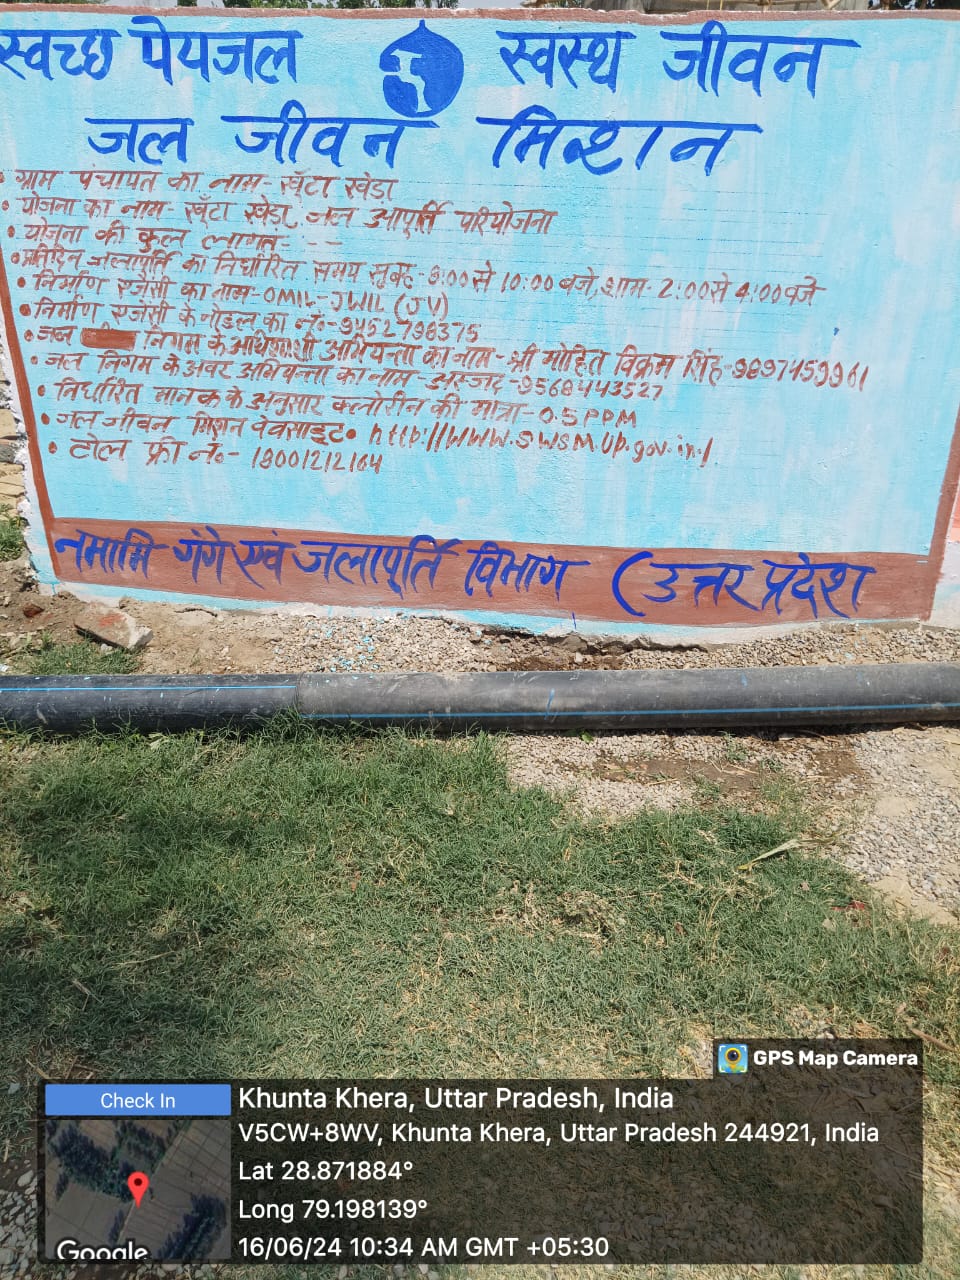 स्वच्छ पेयजल स्वस्थ जीवन
जल जीवन मिशन
• ग्राम पंचायत का नाम- खूँटा खेड़ा
• योजना का नाम- खूँटा खेड़ा जल आपूर्ति परियोजना
• योजना की कुल लागत- - - -
• प्रतिदिन जलापूर्ति का निर्धारित समय सुबह- 8:00 से 10:00 बजे, शाम- 2:00 से 4:00 बजे
• निर्माण एजेंसी का नाम- OMIL-JWIL (JV)
• निर्माण एजेंसी के नोडल का नं०- 9452798375
• जल निगम के अधिशासी अभियन्ता का नाम- श्री मोहित विक्रम सिंह- 9897459961
• जल निगम के अवर अभियन्ता का नाम- असजद -9568443527
• निर्धारित मानक के अनुसार क्लोरीन की मात्रा- 0.5 PPM
• जल जीवन मिशन वेबसाइट• http://www.swsmup.gov.in/
• टोल फ्री नं०- 18001212164
नमामि गंगे एवं जलापूर्ति विभाग (उत्तर प्रदेश
GPS Map Camera
Check In
Khunta Khera, Uttar Pradesh, India
V5CW+8WV, Khunta Khera, Uttar Pradesh 244921, India
Lat 28.871884°
Long 79.198139°
16/06/24 10:34 AM GMT +05:30
Google